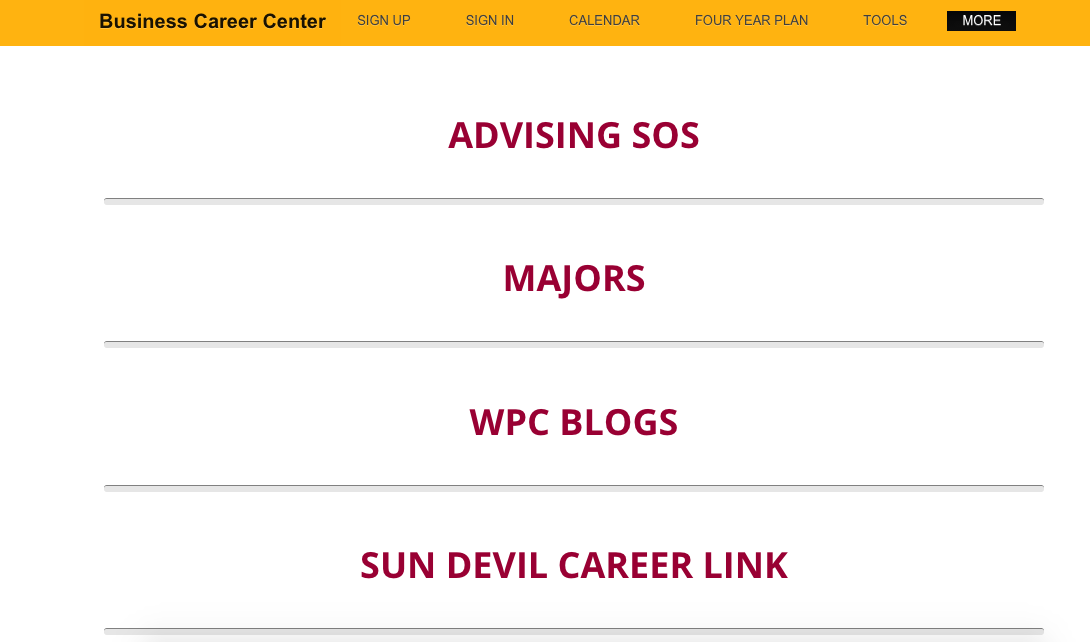 Business Career Center SIGN UP SIGN IN CALENDAR FOUR YEAR PLAN TOOLS MORE
ADVISING SOS
MAJORS
WPC BLOGS
SUN DEVIL CAREER LINK